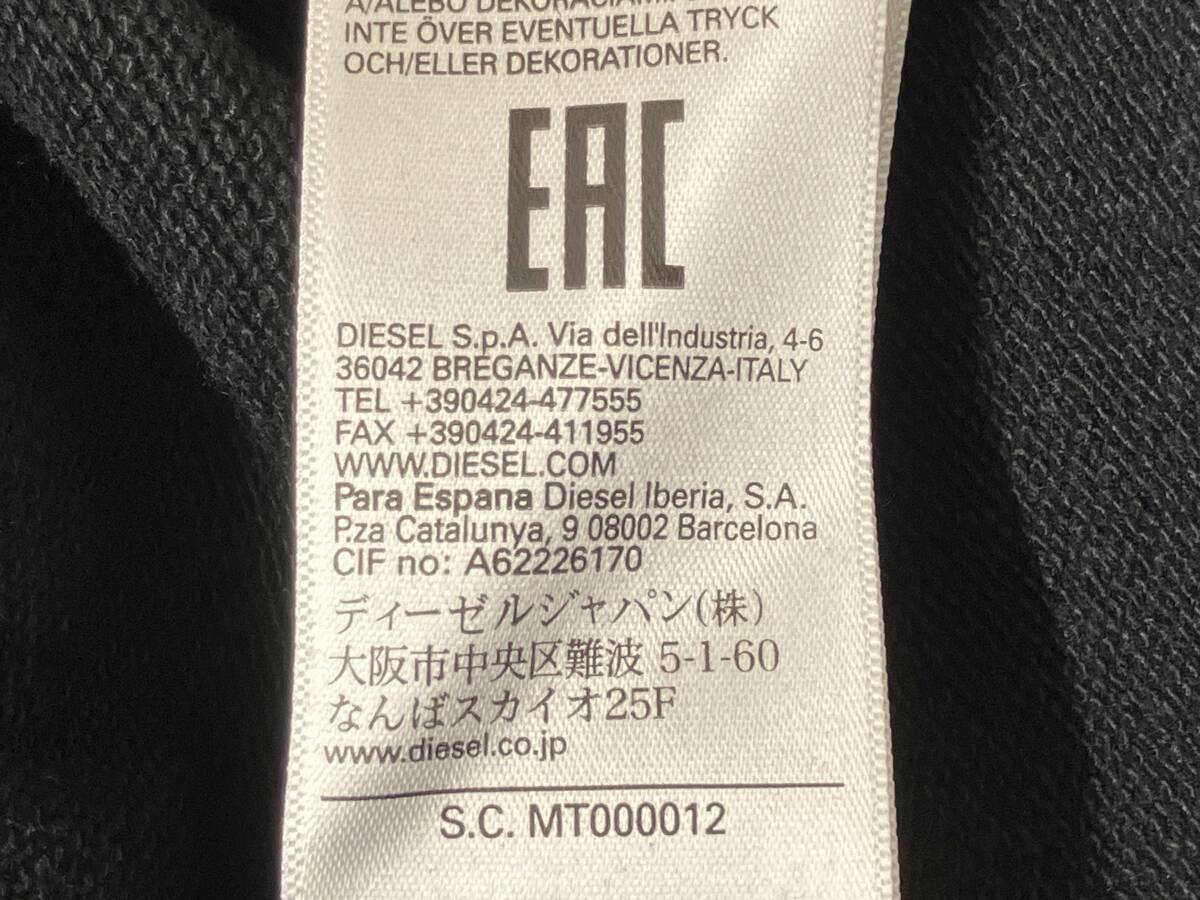 A/ALEBO DEKORÁCIAMI.
INTE ÖVER EVENTUELLA TRYCK
OCH/ELLER DEKORATIONER.
EAC
DIESEL S.p.A. Via dell'Industria, 4-6
36042 BREGANZE-VICENZA-ITALY
TEL +390424-477555
FAX +390424-411955
WWW.DIESEL.COM
Para Espana Diesel Iberia, S.A.
P.za Catalunya, 9 08002 Barcelona
CIF no: A62226170
ディーゼルジャパン(株)
大阪市中央区難波 5-1-60
なんばスカイオ25F
www.diesel.co.jp
S.C. MT000012